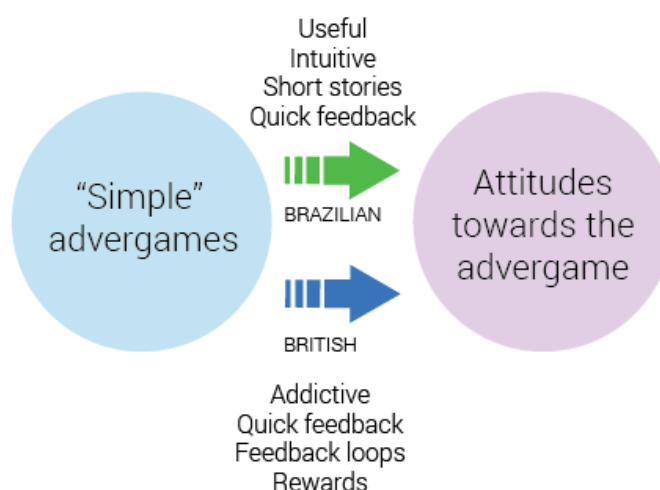 Useful
Intuitive
Short stories
Quick feedback
“Simple”
advergames
BRAZILIAN
Attitudes
towards the
advergame
BRITISH
Addictive
Quick feedback
Feedback loops
Rewards